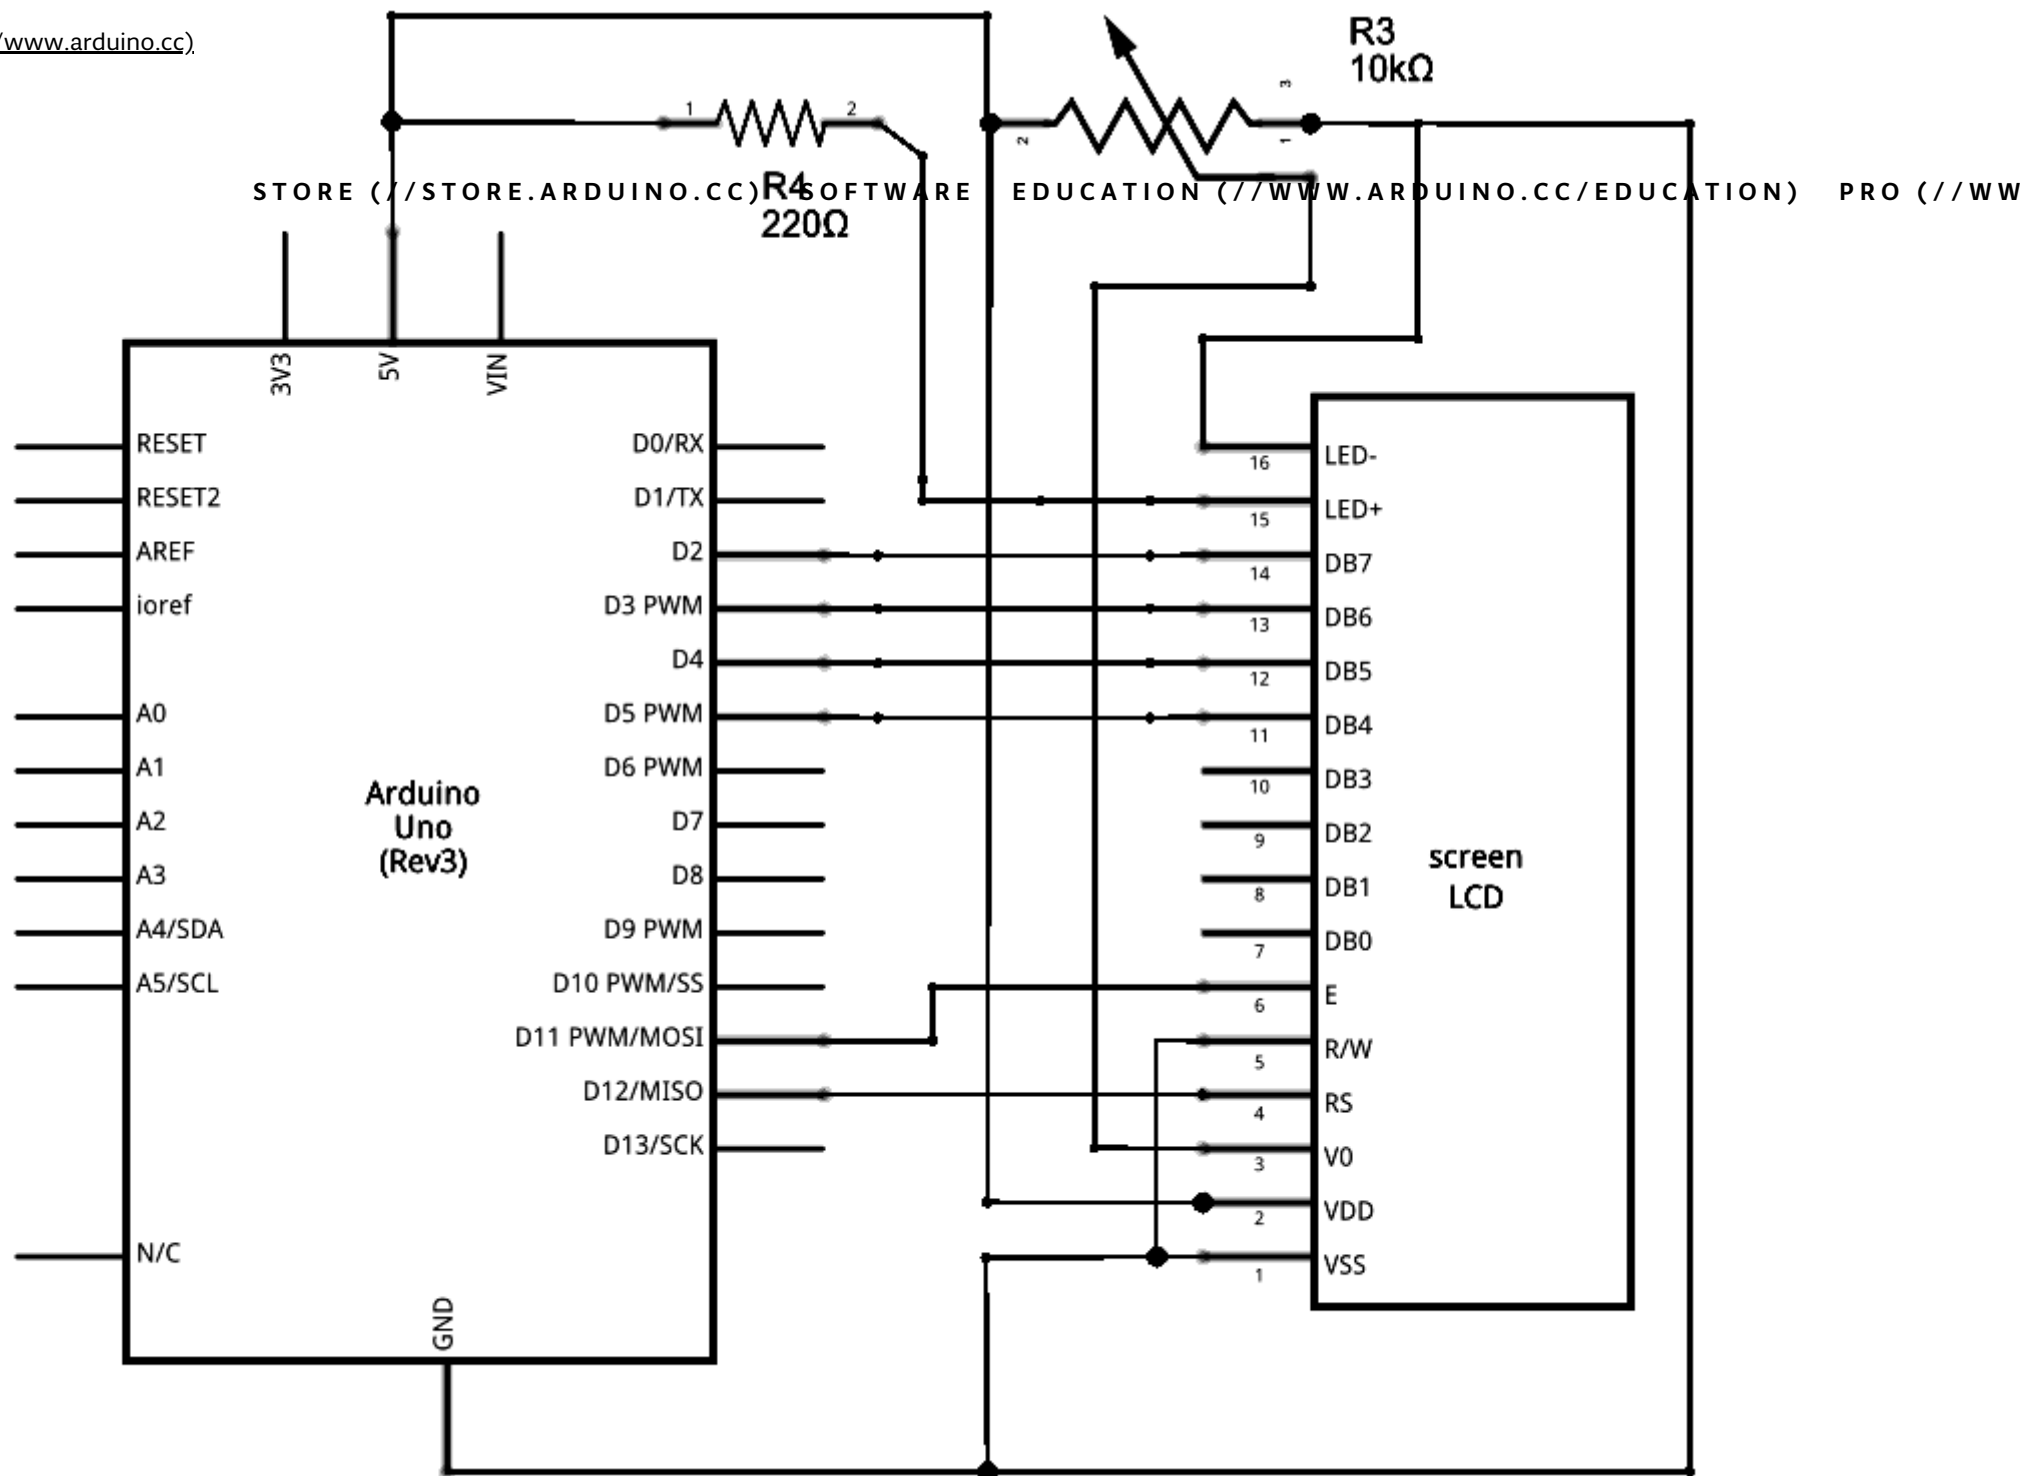 /www.arduino.cc)
R3
10kΩ
3
1 2
2
1
STORE (//STORE.ARDUINO.CC) SOFTWARE EDUCATION (//WWW.ARDUINO.CC/EDUCATION) PRO (//WW
R4
220Ω
3V3
5V
VIN
RESET
RESET2
AREF
ioref
A0
A1
A2
A3
A4/SDA
A5/SCL
N/C
Arduino
Uno
(Rev3)
GND
D0/RX
D1/TX
D2
D3 PWM
D4
D5 PWM
D6 PWM
D7
D8
D9 PWM
D10 PWM/SS
D11 PWM/MOSI
D12/MISO
D13/SCK
16 LED-
15 LED+
14 DB7
13 DB6
12 DB5
11 DB4
10 DB3
9 DB2
8 DB1
7 DB0
6 E
5 R/W
4 RS
3 V0
2 VDD
1 VSS
screen
LCD